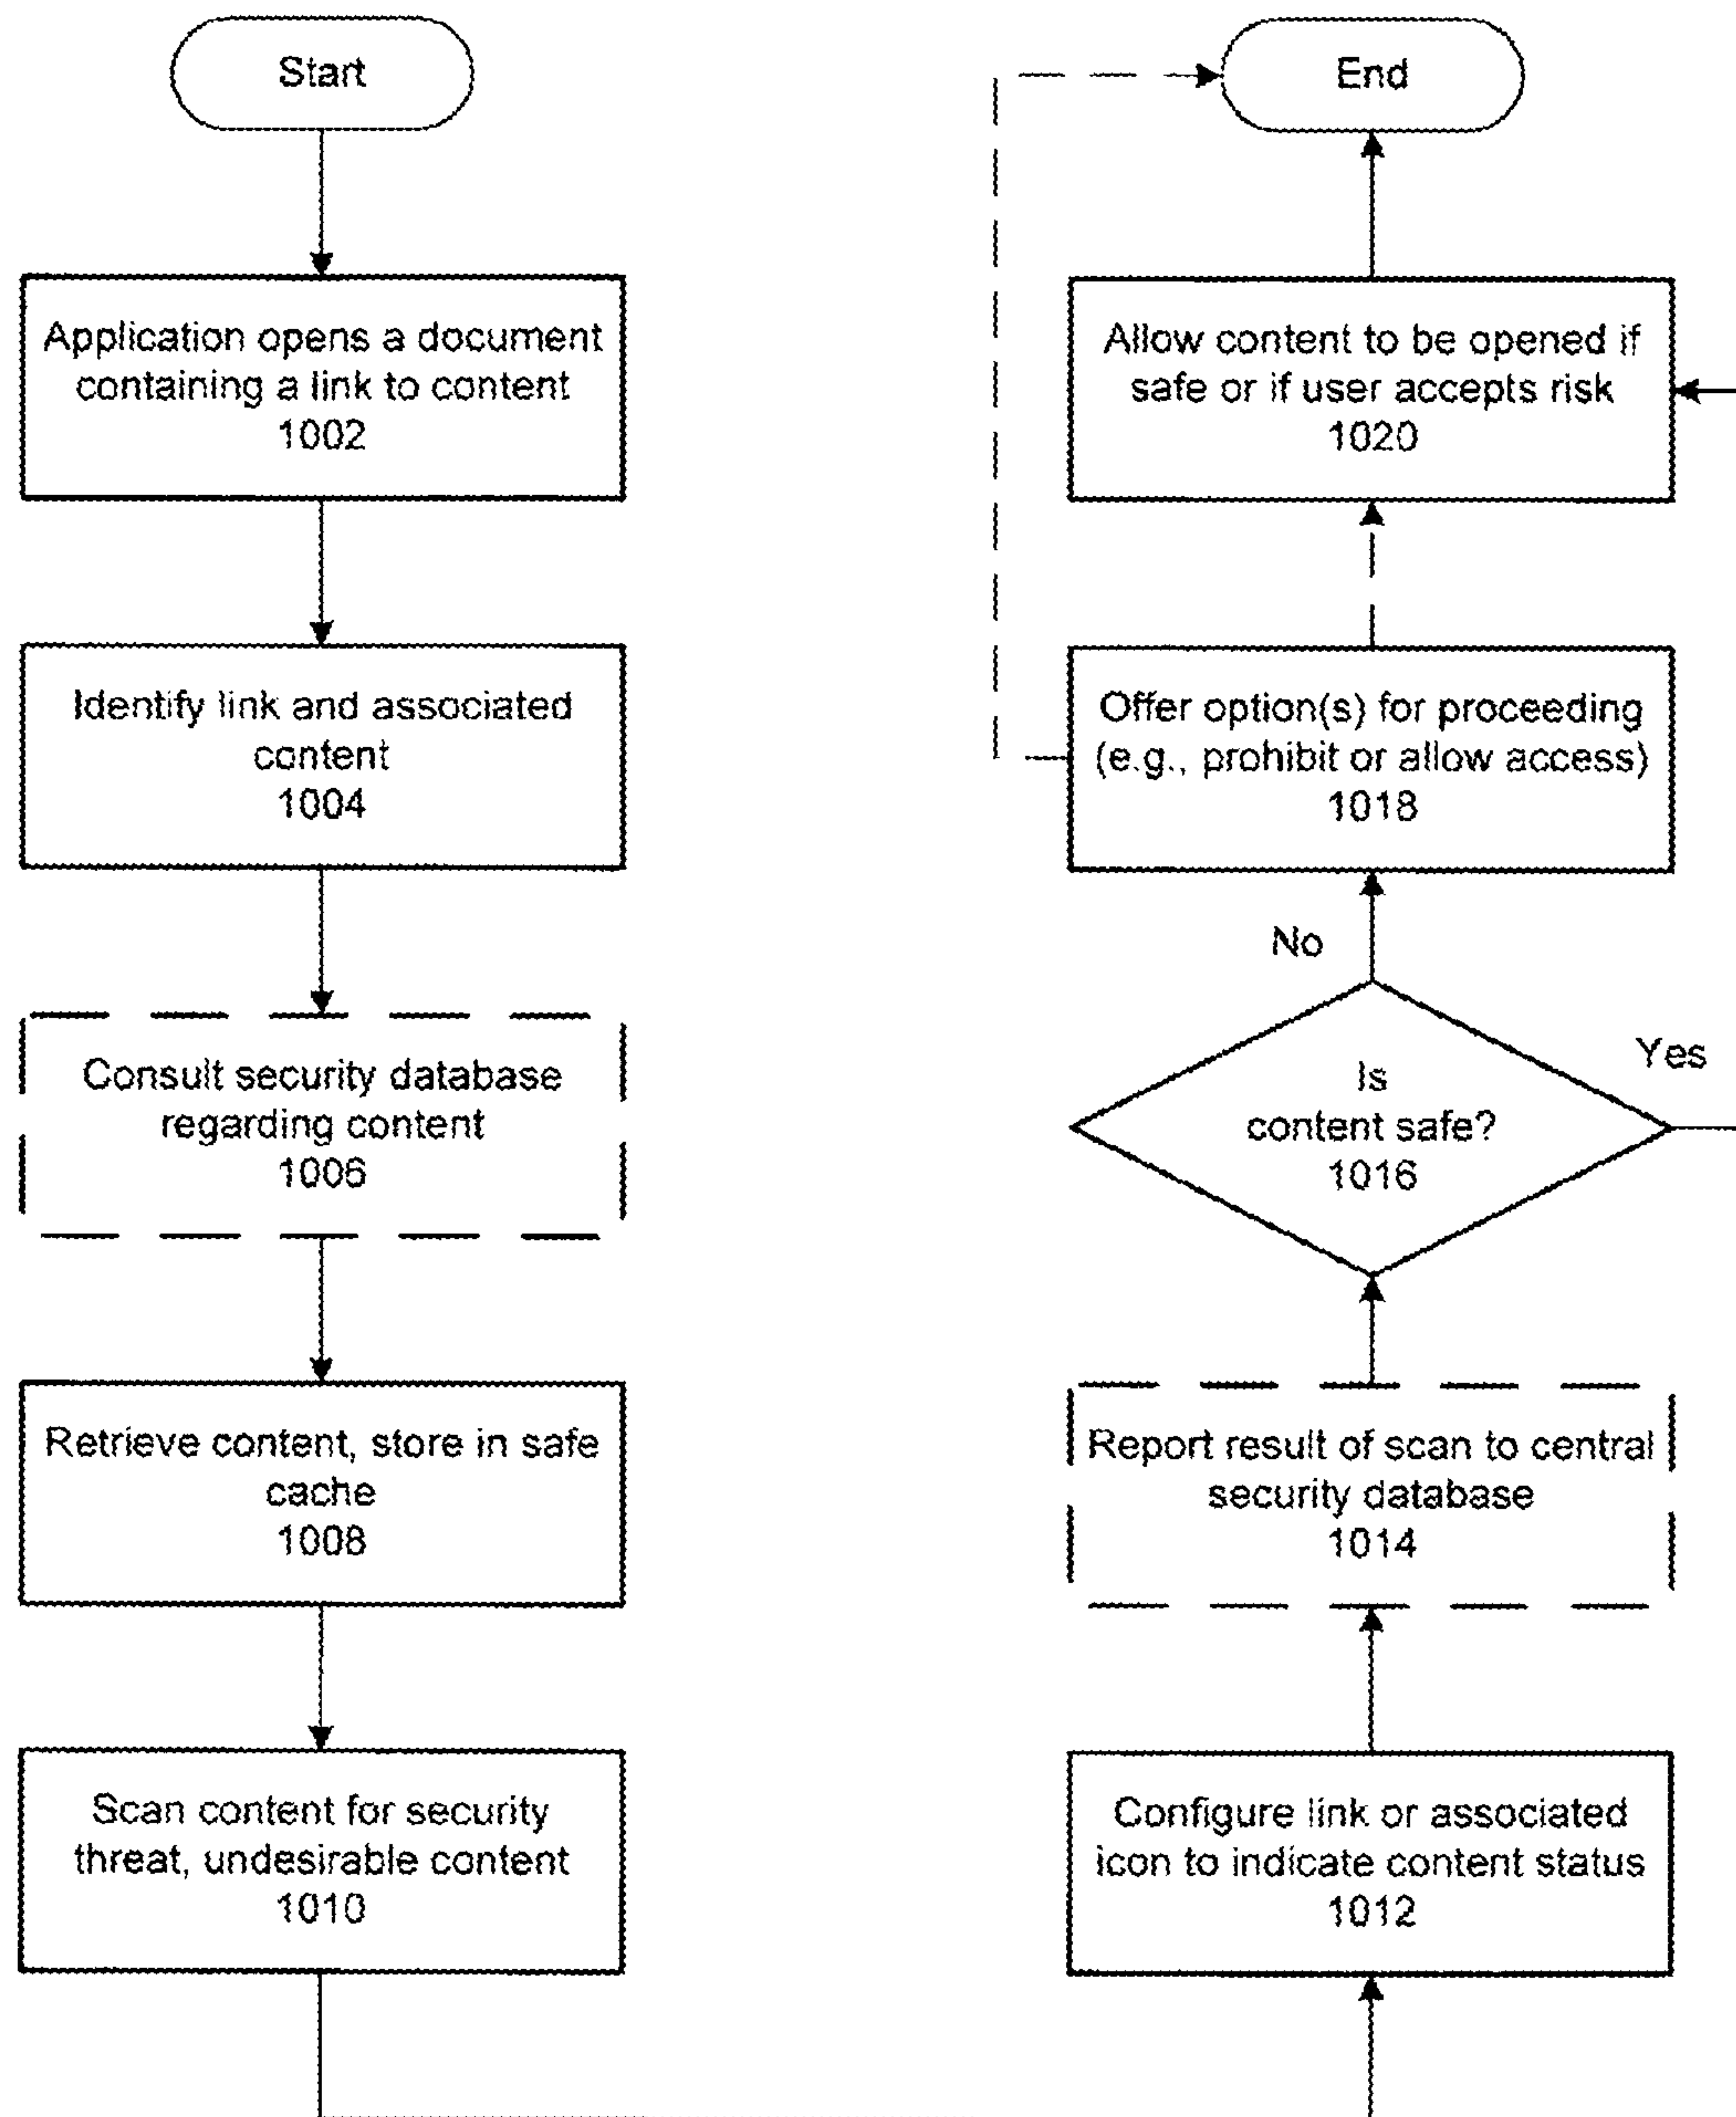 Start
Application opens a document
containing a link to content
1002
Identify link and associated
content
1004
Consult security database
regarding content
1006
Retrieve content, store in safe
cache
1008
Scan content for security
threat, undesirable content
1010
End
Allow content to be opened if
safe or if user accepts risk
1020
Offer option(s) for proceeding
(e.g., prohibit or allow access)
1018
No
Yes
Is
content safe?
1016
Report result of scan to central
security database
1014
Configure link or associated
icon to indicate content status
1012